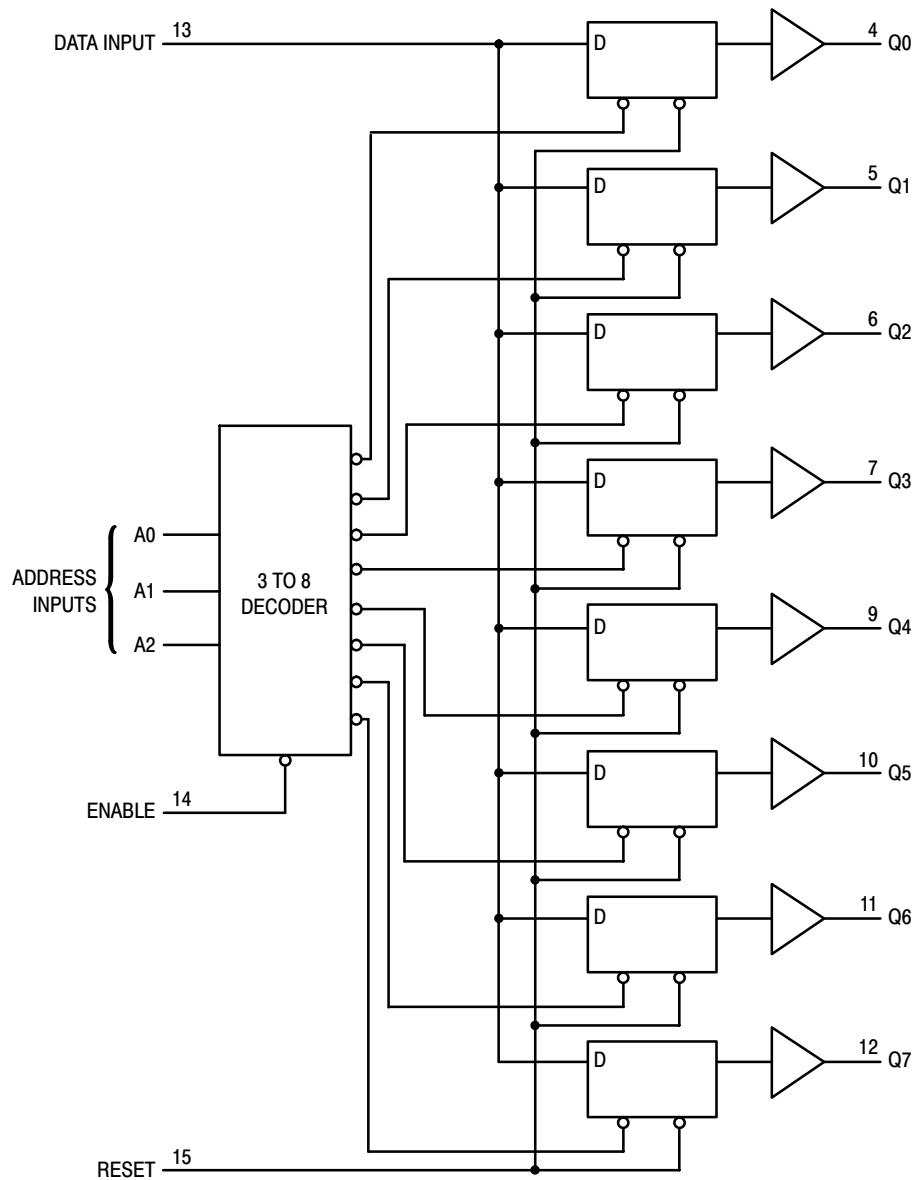 DATA INPUT 13
D
4 Q0
D
5 Q1
D
6 Q2
D
7 Q3
A0
ADDRESS
INPUTS
A1
A2
3 TO 8
DECODER
D
9 Q4
D
10 Q5
ENABLE 14
D
11 Q6
D
12 Q7
RESET 15